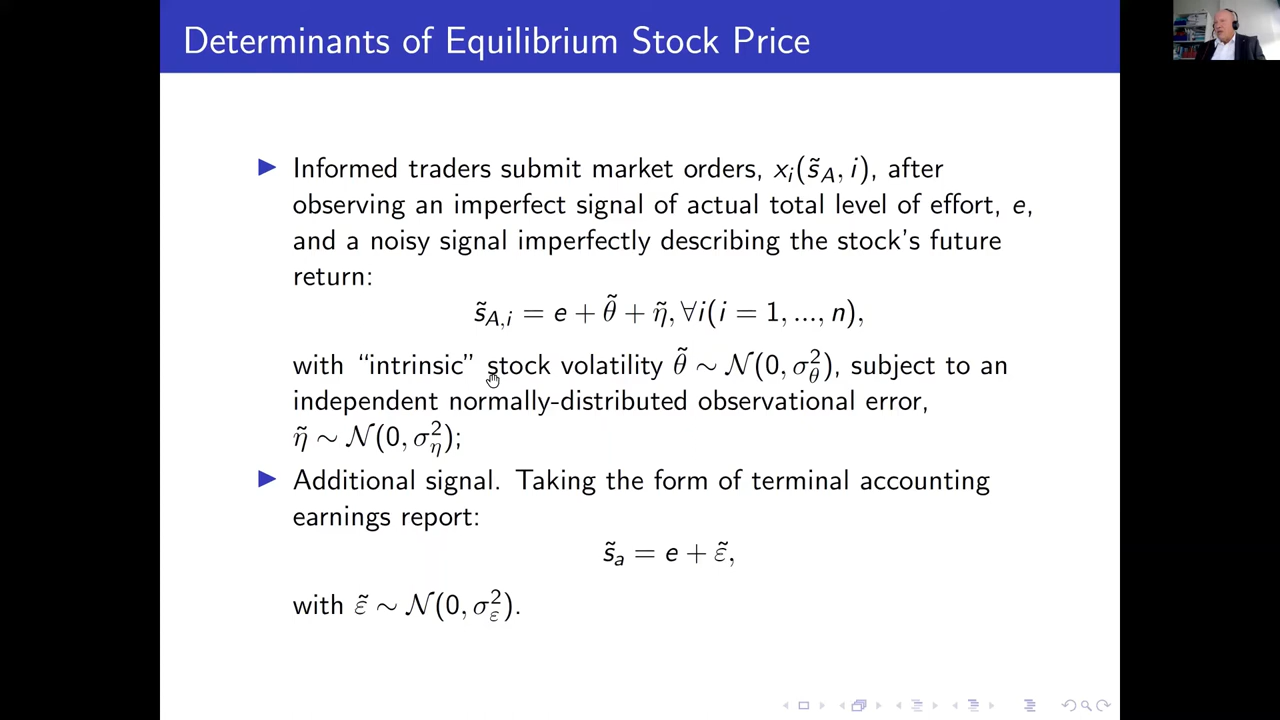 Determinants of Equilibrium Stock Price
▶ Informed traders submit market orders, xᵢ(s̃_A, i), after
observing an imperfect signal of actual total level of effort, e,
and a noisy signal imperfectly describing the stock's future
return:
s̃_{A,i} = e + θ̃ + η̃, ∀i(i = 1, ..., n),
with “intrinsic” stock volatility θ̃ ∼ 𝒩(0, σ²_θ̃), subject to an
independent normally-distributed observational error,
η̃ ∼ 𝒩(0, σ²_η);
▶ Additional signal. Taking the form of terminal accounting
earnings report:
s̃_a = e + ε̃,
with ε̃ ∼ 𝒩(0, σ²_ε).